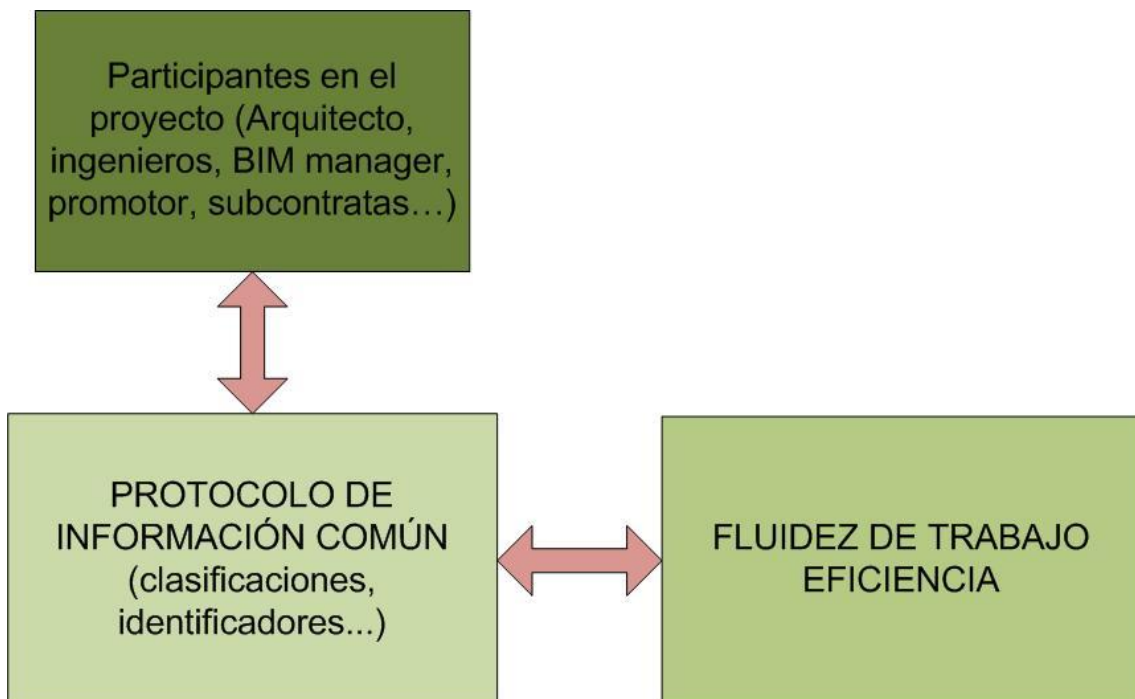 Participantes en el
proyecto (Arquitecto,
ingenieros, BIM manager,
promotor, subcontratas…)
PROTOCOLO DE
INFORMACIÓN COMÚN
(clasificaciones,
identificadores...)
FLUIDEZ DE TRABAJO
EFICIENCIA